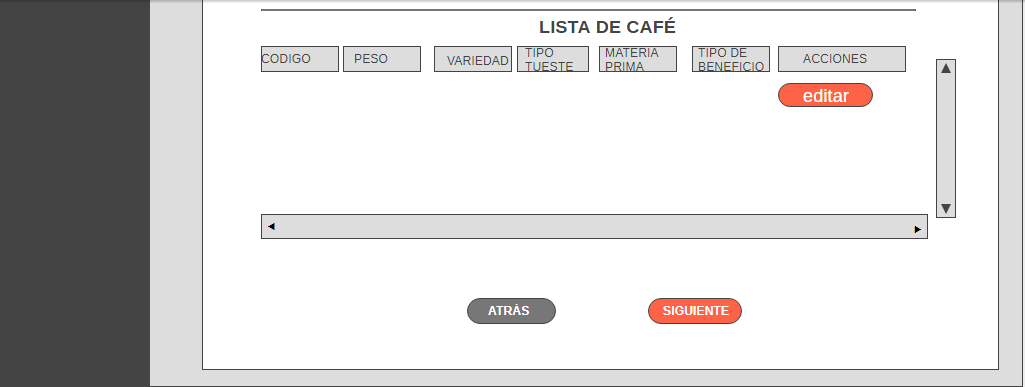 LISTA DE CAFÉ
CODIGO PESO VARIEDAD TIPO TUESTE MATERIA PRIMA TIPO DE BENEFICIO ACCIONES
editar
ATRÁS SIGUIENTE